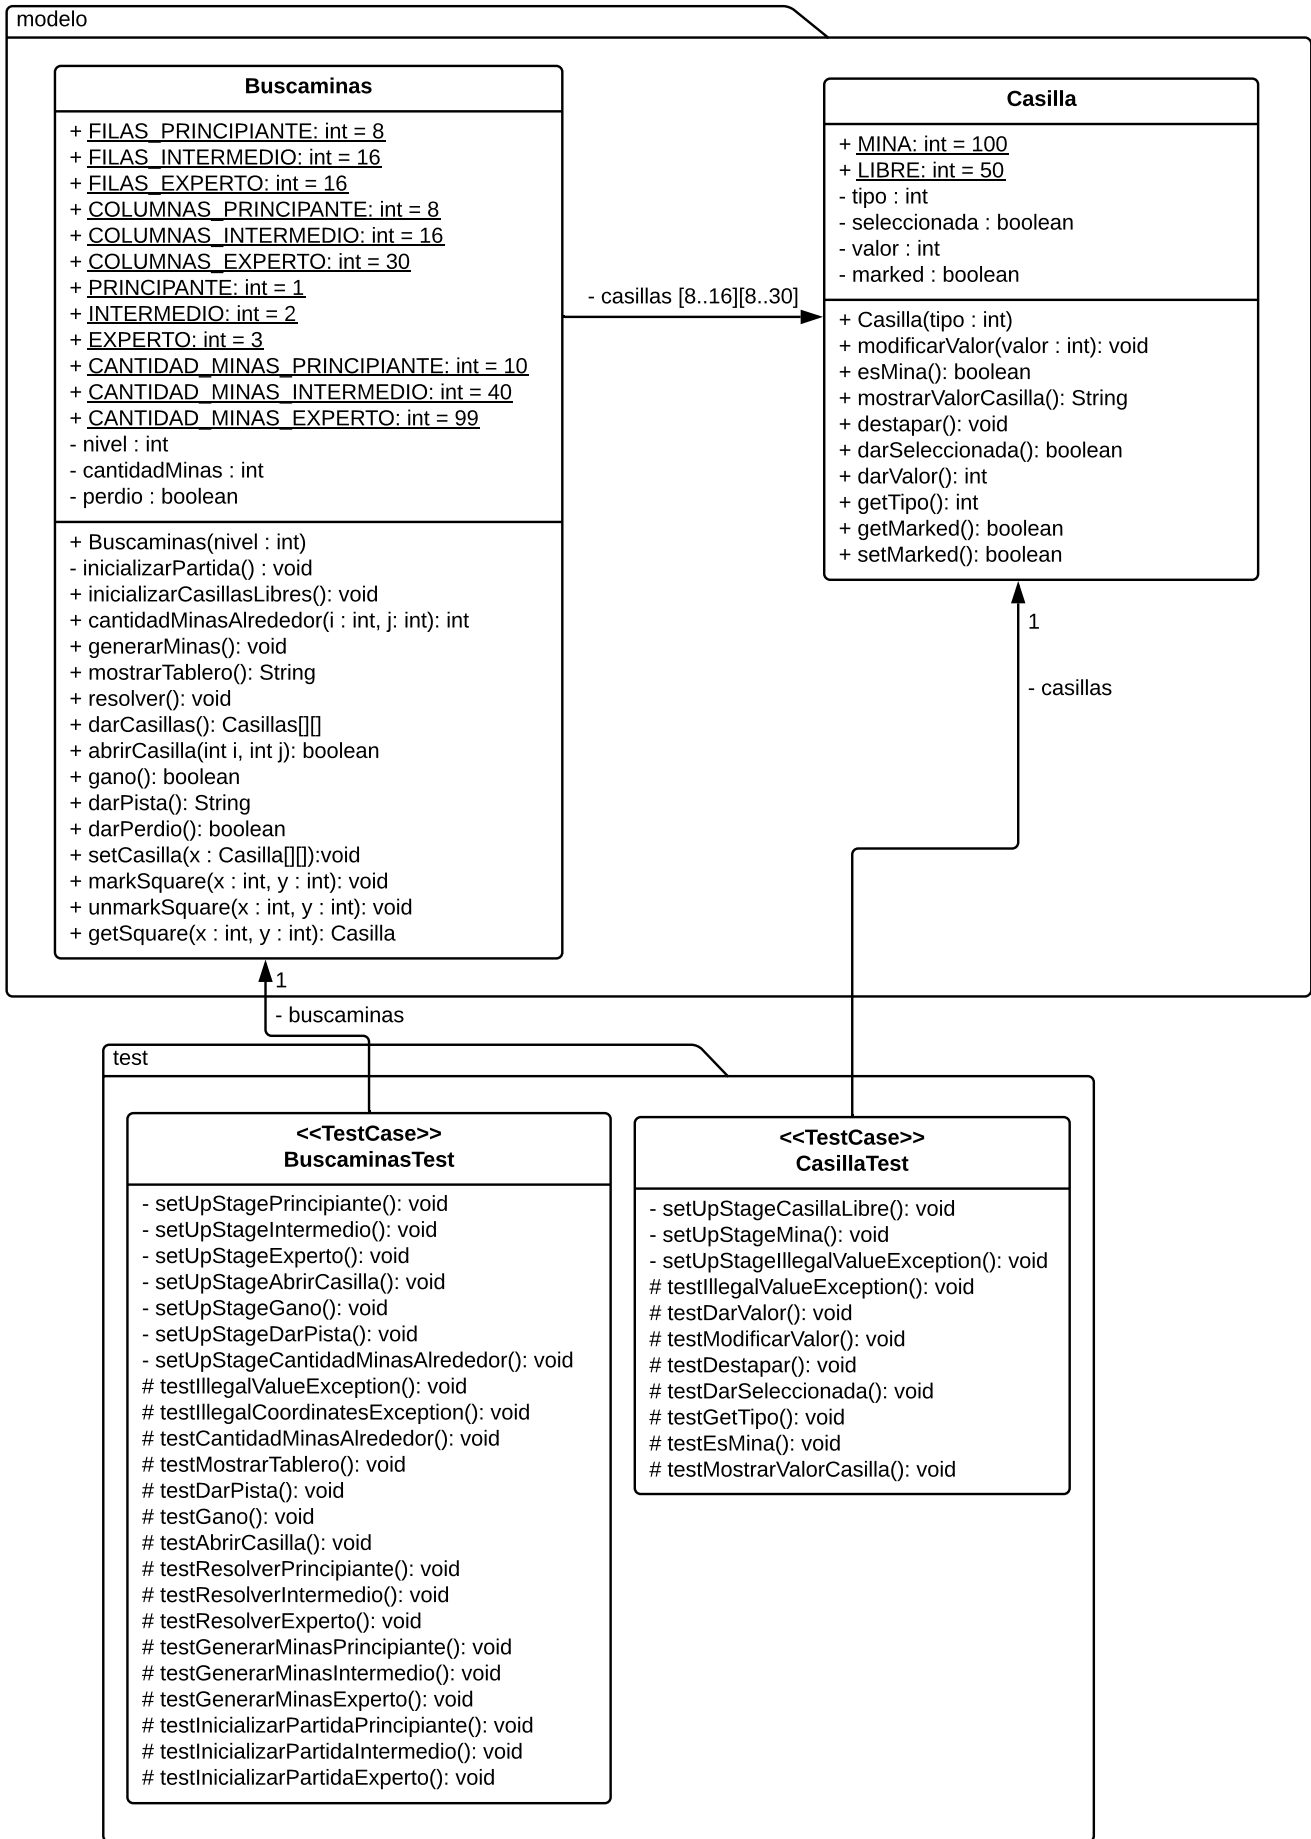 modelo
Buscaminas
+ FILAS_PRINCIPIANTE: int = 8
+ FILAS_INTERMEDIO: int = 16
+ FILAS_EXPERTO: int = 16
+ COLUMNAS_PRINCIPANTE: int = 8
+ COLUMNAS_INTERMEDIO: int = 16
+ COLUMNAS_EXPERTO: int = 30
+ PRINCIPANTE: int = 1
+ INTERMEDIO: int = 2
+ EXPERTO: int = 3
+ CANTIDAD_MINAS_PRINCIPIANTE: int = 10
+ CANTIDAD_MINAS_INTERMEDIO: int = 40
+ CANTIDAD_MINAS_EXPERTO: int = 99
- nivel : int
- cantidadMinas : int
- perdio : boolean
+ Buscaminas(nivel : int)
- inicializarPartida() : void
+ inicializarCasillasLibres(): void
+ cantidadMinasAlrededor(i : int, j: int): int
+ generarMinas(): void
+ mostrarTablero(): String
+ resolver(): void
+ darCasillas(): Casillas[][]
+ abrirCasilla(int i, int j): boolean
+ gano(): boolean
+ darPista(): String
+ darPerdio(): boolean
+ setCasilla(x : Casilla[][]):void
+ markSquare(x : int, y : int): void
+ unmarkSquare(x : int, y : int): void
+ getSquare(x : int, y : int): Casilla
- casillas [8..16][8..30]
Casilla
+ MINA: int = 100
+ LIBRE: int = 50
- tipo : int
- seleccionada : boolean
- valor : int
- marked : boolean
+ Casilla(tipo : int)
+ modificarValor(valor : int): void
+ esMina(): boolean
+ mostrarValorCasilla(): String
+ destapar(): void
+ darSeleccionada(): boolean
+ darValor(): int
+ getTipo(): int
+ getMarked(): boolean
+ setMarked(): boolean
1
- casillas
1
- buscaminas
test
<<TestCase>>
BuscaminasTest
- setUpStagePrincipiante(): void
- setUpStageIntermedio(): void
- setUpStageExperto(): void
- setUpStageAbrirCasilla(): void
- setUpStageGano(): void
- setUpStageDarPista(): void
- setUpStageCantidadMinasAlrededor(): void
# testIllegalValueException(): void
# testIllegalCoordinatesException(): void
# testCantidadMinasAlrededor(): void
# testMostrarTablero(): void
# testDarPista(): void
# testGano(): void
# testAbrirCasilla(): void
# testResolverPrincipiante(): void
# testResolverIntermedio(): void
# testResolverExperto(): void
# testGenerarMinasPrincipiante(): void
# testGenerarMinasIntermedio(): void
# testGenerarMinasExperto(): void
# testInicializarPartidaPrincipiante(): void
# testInicializarPartidaIntermedio(): void
# testInicializarPartidaExperto(): void
<<TestCase>>
CasillaTest
- setUpStageCasillaLibre(): void
- setUpStageMina(): void
- setUpStageIllegalValueException(): void
# testIllegalValueException(): void
# testDarValor(): void
# testModificarValor(): void
# testDestapar(): void
# testDarSeleccionada(): void
# testGetTipo(): void
# testEsMina(): void
# testMostrarValorCasilla(): void